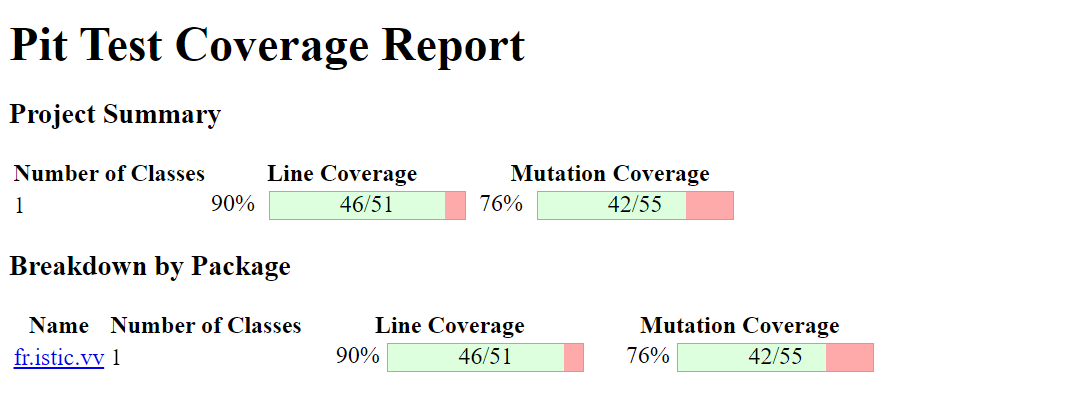 Pit Test Coverage Report
Project Summary
Number of Classes Line Coverage Mutation Coverage
1 90% 46/51 76% 42/55
Breakdown by Package
Name Number of Classes Line Coverage Mutation Coverage
fr.istic.vv 1 90% 46/51 76% 42/55